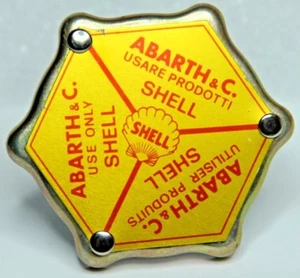 ABARTH & C.
USARE PRODOTTI
SHELL
ABARTH & C.
USE ONLY
SHELL
SHELL
ABARTH & C.
UTILISER PRODUITS
SHELL